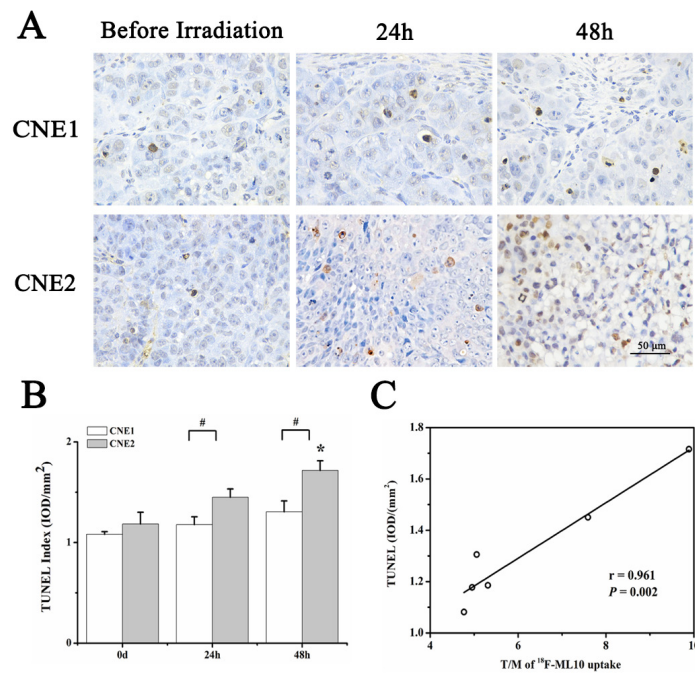 A
Before Irradiation 24h 48h
CNE1
CNE2
50 μm
B
CNE1
CNE2
#
#
*
TUNEL Index (IOD/mm²)
2
1
0
0d 24h 48h
C
TUNEL (IOD/(mm²)
1.8
1.6
1.4
1.2
1.0
r = 0.961
P = 0.002
4 6 8 10
T/M of ¹⁸F-ML10 uptake